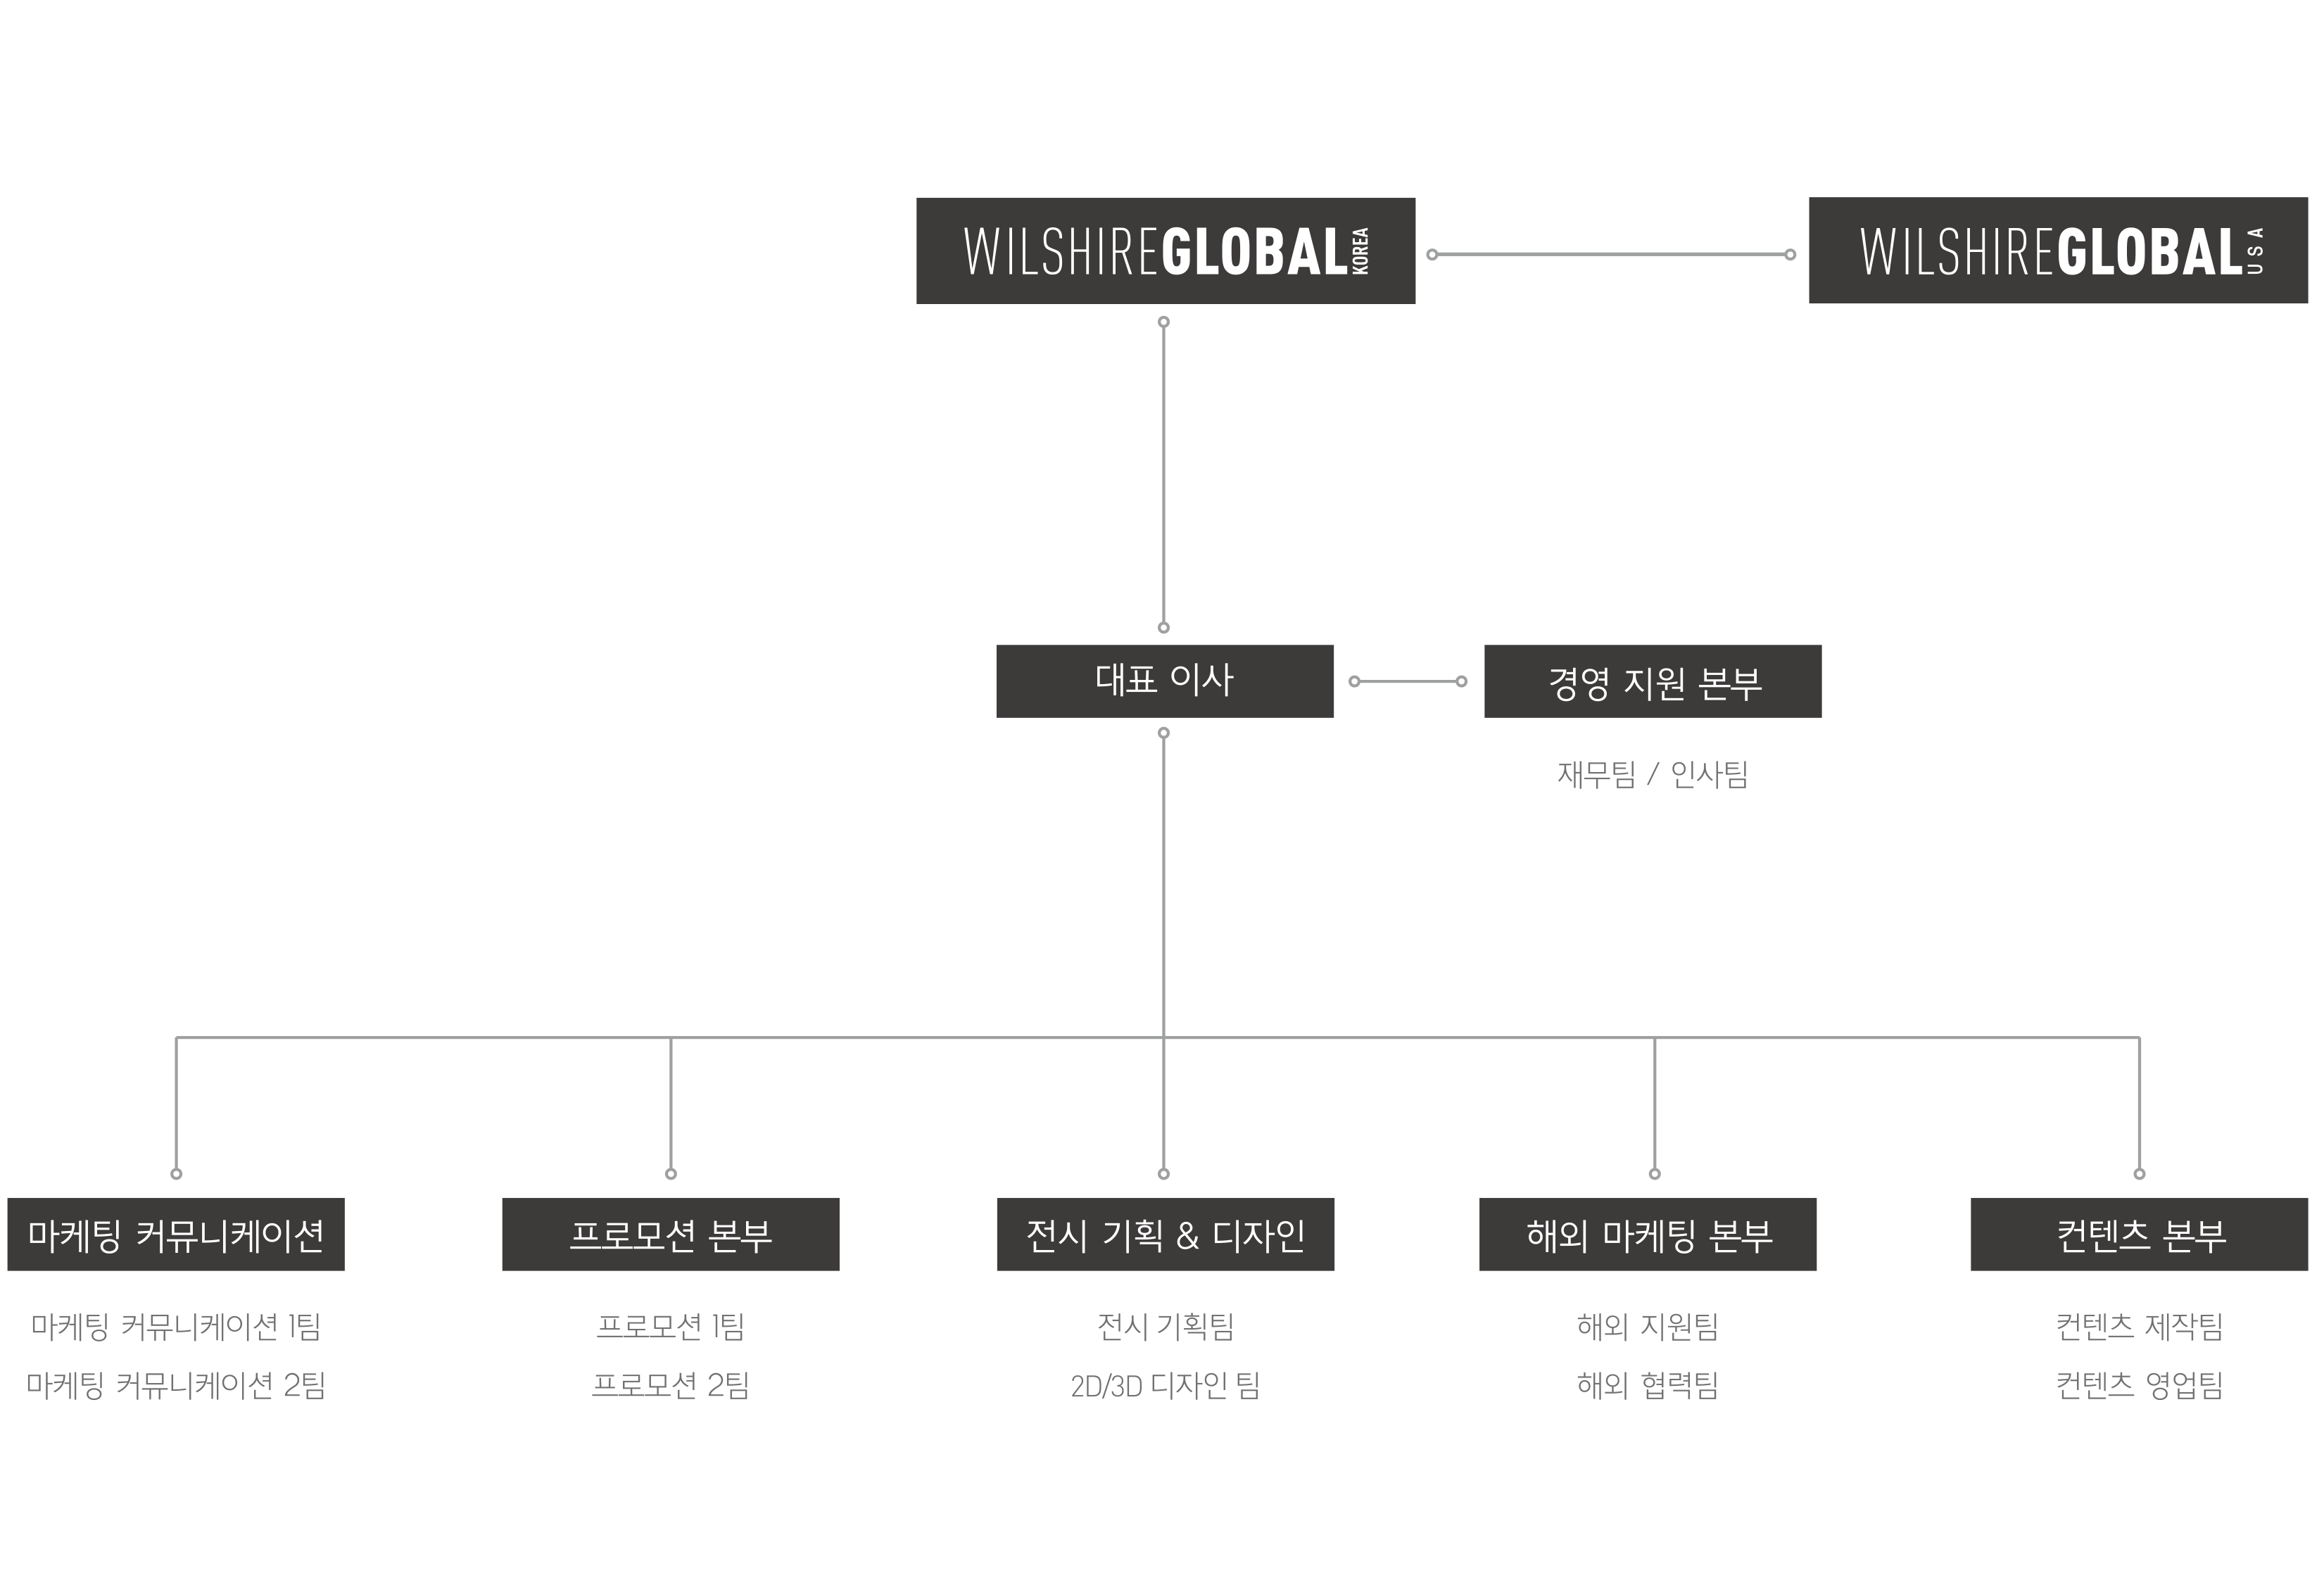 WILSHIREGLOBAL KOREA
WILSHIREGLOBAL USA
대표 이사
경영 지원 본부
재무팀 / 인사팀
마케팅 커뮤니케이션
프로모션 본부
전시 기획 & 디자인
해외 마케팅 본부
컨텐츠 본부
마케팅 커뮤니케이션 1팀
프로모션 1팀
전시 기획팀
해외 지원팀
컨텐츠 제작팀
마케팅 커뮤니케이션 2팀
프로모션 2팀
2D/3D 디자인 팀
해외 협력팀
컨텐츠 영업팀